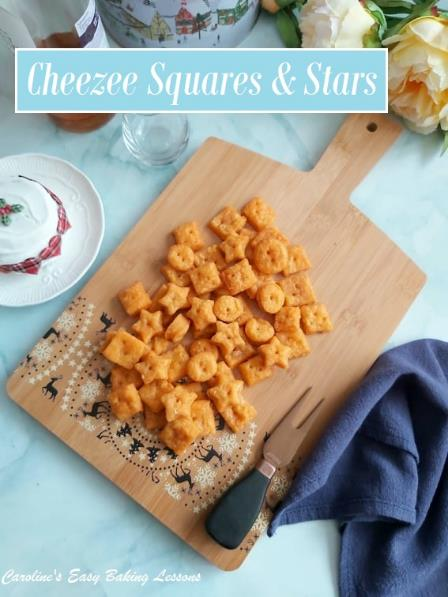 Cheezee Squares & Stars
Caroline's Easy Baking Lessons